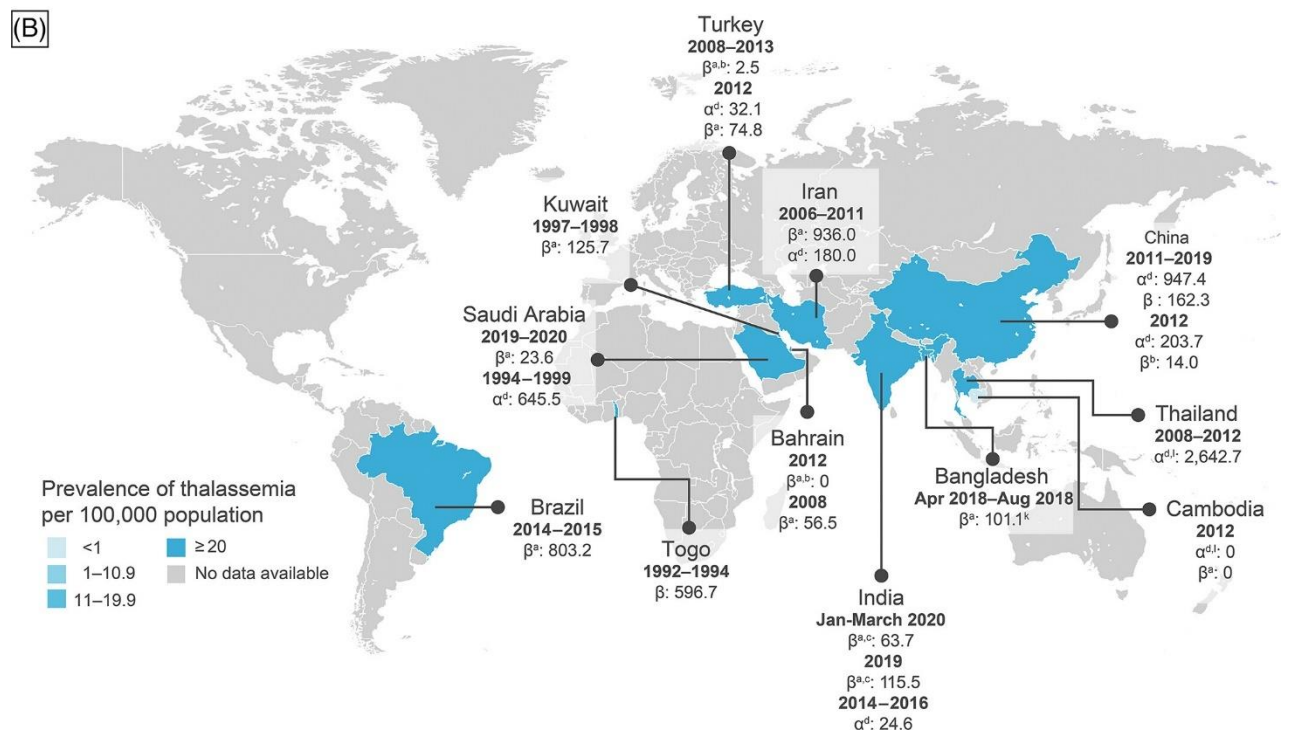 (B)
Turkey
2008–2013
βᵃ,ᵇ: 2.5
2012
αᵈ: 32.1
βᵃ: 74.8
Kuwait
1997–1998
βᵃ: 125.7
Iran
2006–2011
βᵃ: 936.0
αᵈ: 180.0
China
2011–2019
αᵈ: 947.4
β : 162.3
2012
αᵈ: 203.7
βᵇ: 14.0
Saudi Arabia
2019–2020
βᵃ: 23.6
1994–1999
αᵈ: 645.5
Thailand
2008–2012
αᵈ,ˡ: 2,642.7
Bahrain
2012
βᵃ,ᵇ: 0
2008
βᵃ: 56.5
Bangladesh
Apr 2018–Aug 2018
βᵃ: 101.1ᵏ
Cambodia
2012
αᵈ,ˡ: 0
βᵃ: 0
Brazil
2014–2015
βᵃ: 803.2
Togo
1992–1994
β: 596.7
India
Jan-March 2020
βᵃ,ᶜ: 63.7
2019
βᵃ,ᶜ: 115.5
2014–2016
αᵈ: 24.6
Prevalence of thalassemia
per 100,000 population
<1
1–10.9
11–19.9
≥ 20
No data available